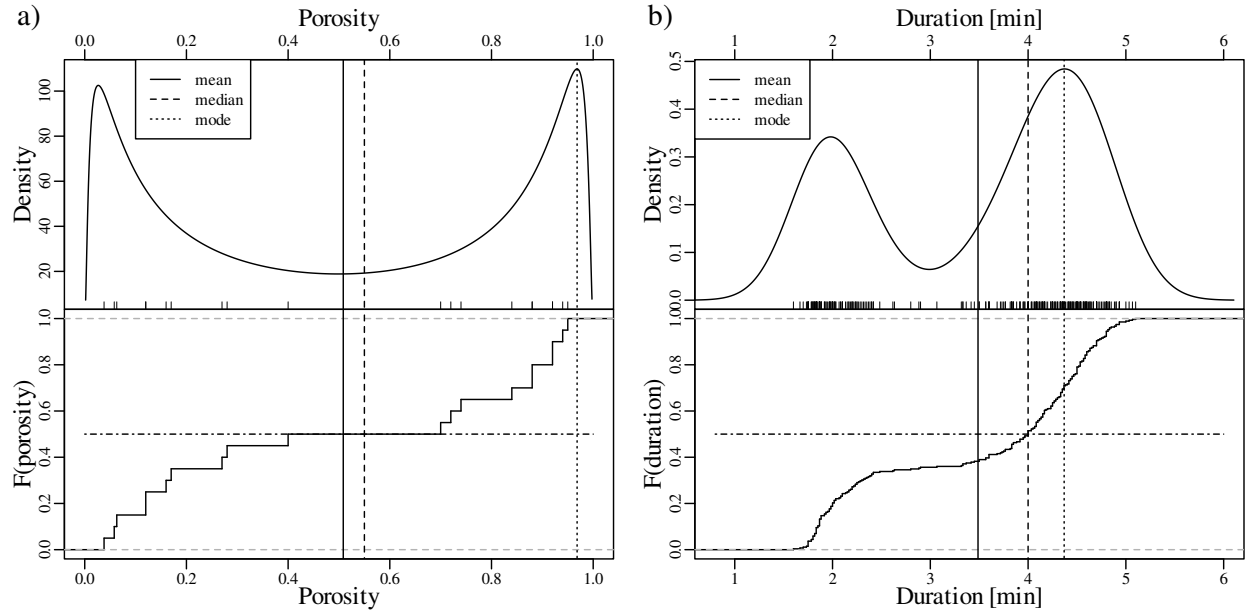 a)
Porosity
0.0 0.2 0.4 0.6 0.8 1.0
mean
median
mode
Density
20 40 60 80 100
F(porosity)
0.0 0.2 0.4 0.6 0.8 1.0
0.0 0.2 0.4 0.6 0.8 1.0
Porosity
b)
Duration [min]
1 2 3 4 5 6
mean
median
mode
Density
0.0 0.1 0.2 0.3 0.4 0.5
F(duration)
0.0 0.2 0.4 0.6 0.8 1.0
1 2 3 4 5 6
Duration [min]